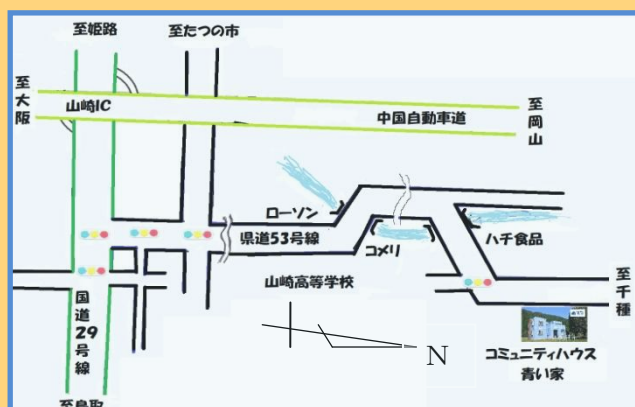 至姫路
至たつの市
至大阪
山崎IC
中国自動車道
至岡山
ローソン
県道53号線
コメリ
ハチ食品
山崎高等学校
至千種
国道29号線
N
コミュニティハウス
青い家
至鳥取